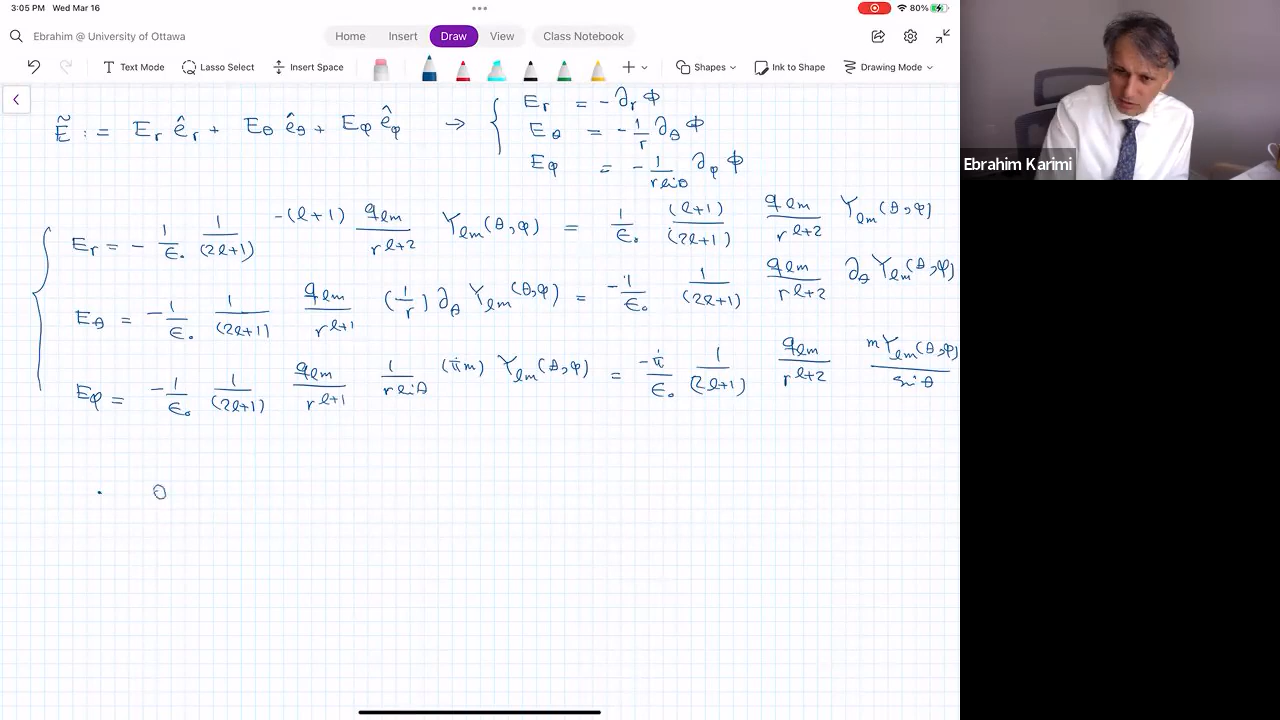 3:05 PM Wed Mar 16
80%
Ebrahim @ University of Ottawa
Home Insert Draw View Class Notebook
Text Mode Lasso Select Insert Space Shapes Ink to Shape Drawing Mode
Ẽ := E_r ê_r + E_θ ê_θ + E_φ ê_φ → { E_r = -∂_r Φ
E_θ = -1/r ∂_θ Φ
E_φ = -1/(r sinθ) ∂_φ Φ
E_r = - 1/ε₀ 1/(2ℓ+1) -(ℓ+1) q_ℓm/r^(ℓ+2) Y_ℓm(θ,φ) = 1/ε₀ (ℓ+1)/(2ℓ+1) q_ℓm/r^(ℓ+2) Y_ℓm(θ,φ)
E_θ = -1/ε₀ 1/(2ℓ+1) q_ℓm/r^(ℓ+1) (1/r) ∂_θ Y_ℓm(θ,φ) = -1/ε₀ 1/(2ℓ+1) q_ℓm/r^(ℓ+2) ∂_θ Y_ℓm(θ,φ)
E_φ = -1/ε₀ 1/(2ℓ+1) q_ℓm/r^(ℓ+1) 1/(r sinθ) (im) Y_ℓm(θ,φ) = -i/ε₀ 1/(2ℓ+1) q_ℓm/r^(ℓ+2) m Y_ℓm(θ,φ)/sin θ
Ebrahim Karimi